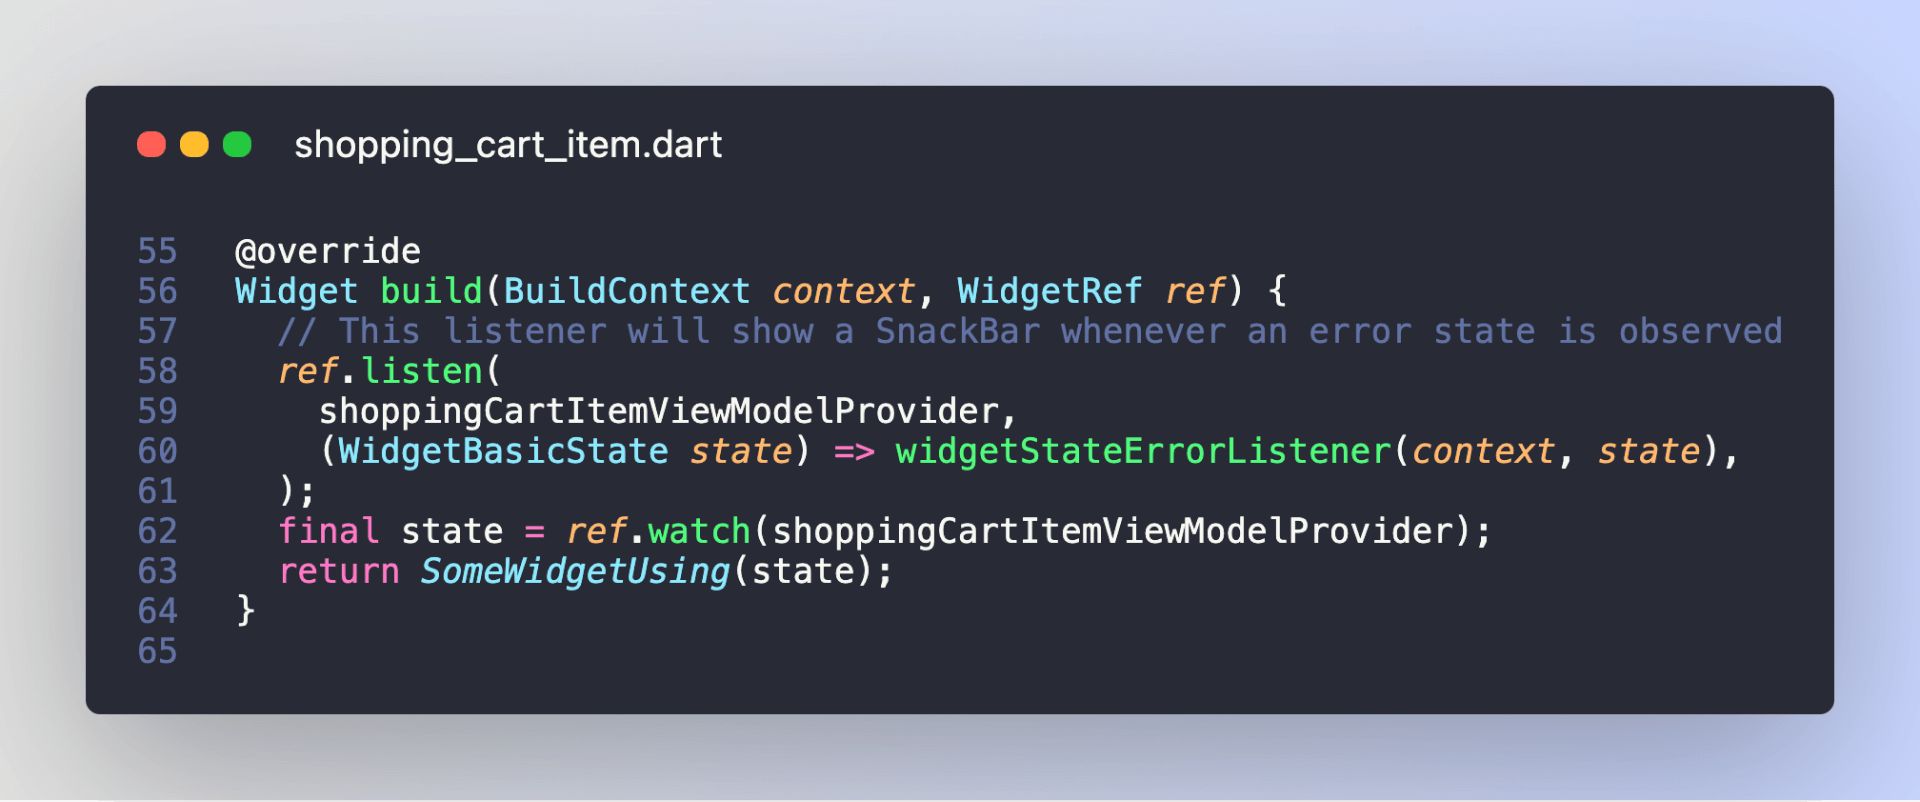 shopping_cart_item.dart
55 @override
56 Widget build(BuildContext context, WidgetRef ref) {
57   // This listener will show a SnackBar whenever an error state is observed
58   ref.listen(
59     shoppingCartItemViewModelProvider,
60     (WidgetBasicState state) => widgetStateErrorListener(context, state),
61   );
62   final state = ref.watch(shoppingCartItemViewModelProvider);
63   return SomeWidgetUsing(state);
64 }
65